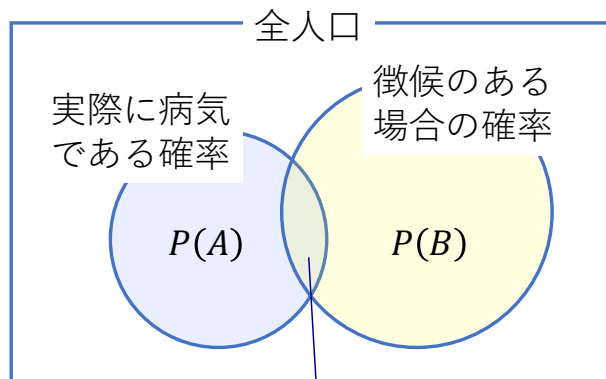 全人口
実際に病気
である確率
徴候のある
場合の確率
P(A)
P(B)